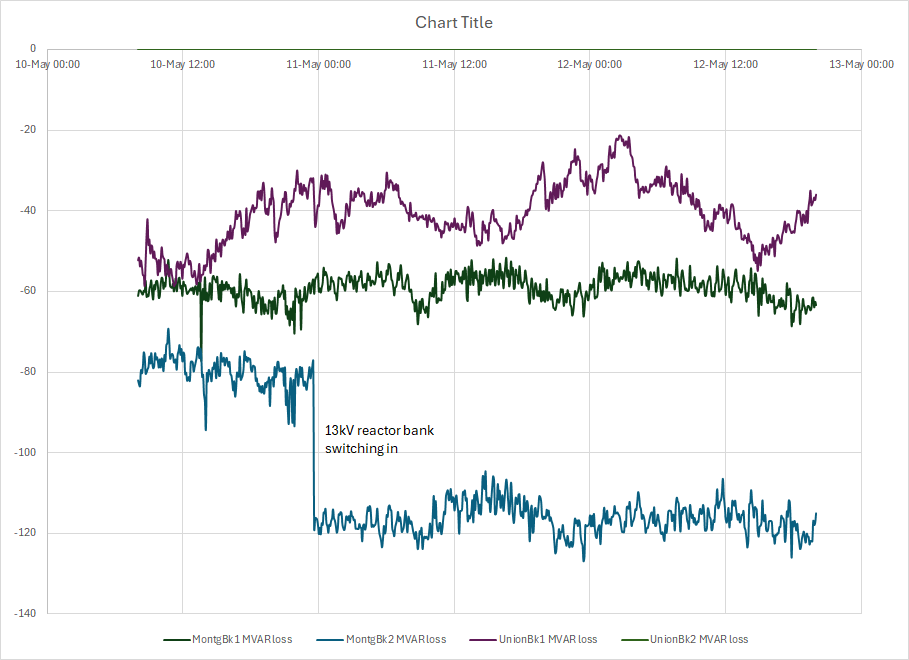 Chart Title
0
10-May 00:00 10-May 12:00 11-May 00:00 11-May 12:00 12-May 00:00 12-May 12:00 13-May 00:00
-20
-40
-60
-80
13kV reactor bank
switching in
-100
-120
-140
MontgBk1 MVAR loss MontgBk2 MVAR loss UnionBk1 MVAR loss UnionBk2 MVAR loss